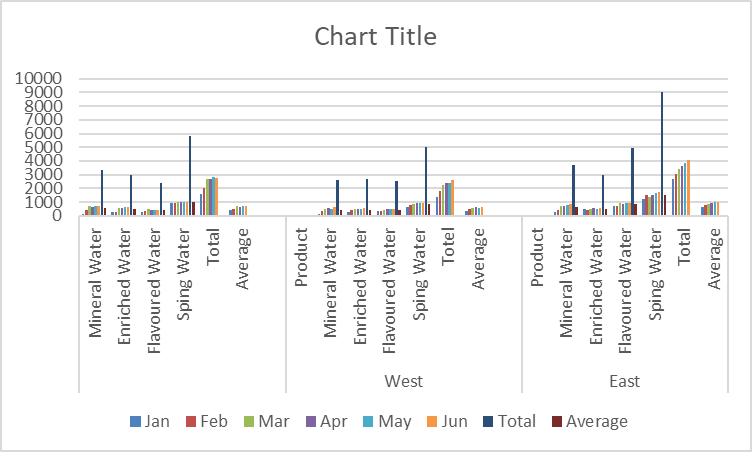 Chart Title
10000
9000
8000
7000
6000
5000
4000
3000
2000
1000
0
Mineral Water
Enriched Water
Flavoured Water
Sping Water
Total
Average
Product
Mineral Water
Enriched Water
Flavoured Water
Sping Water
Totel
Average
Product
Mineral Water
Enriched Water
Flavoured Water
Sping Water
Total
Average
West East
Jan Feb Mar Apr May Jun Total Average